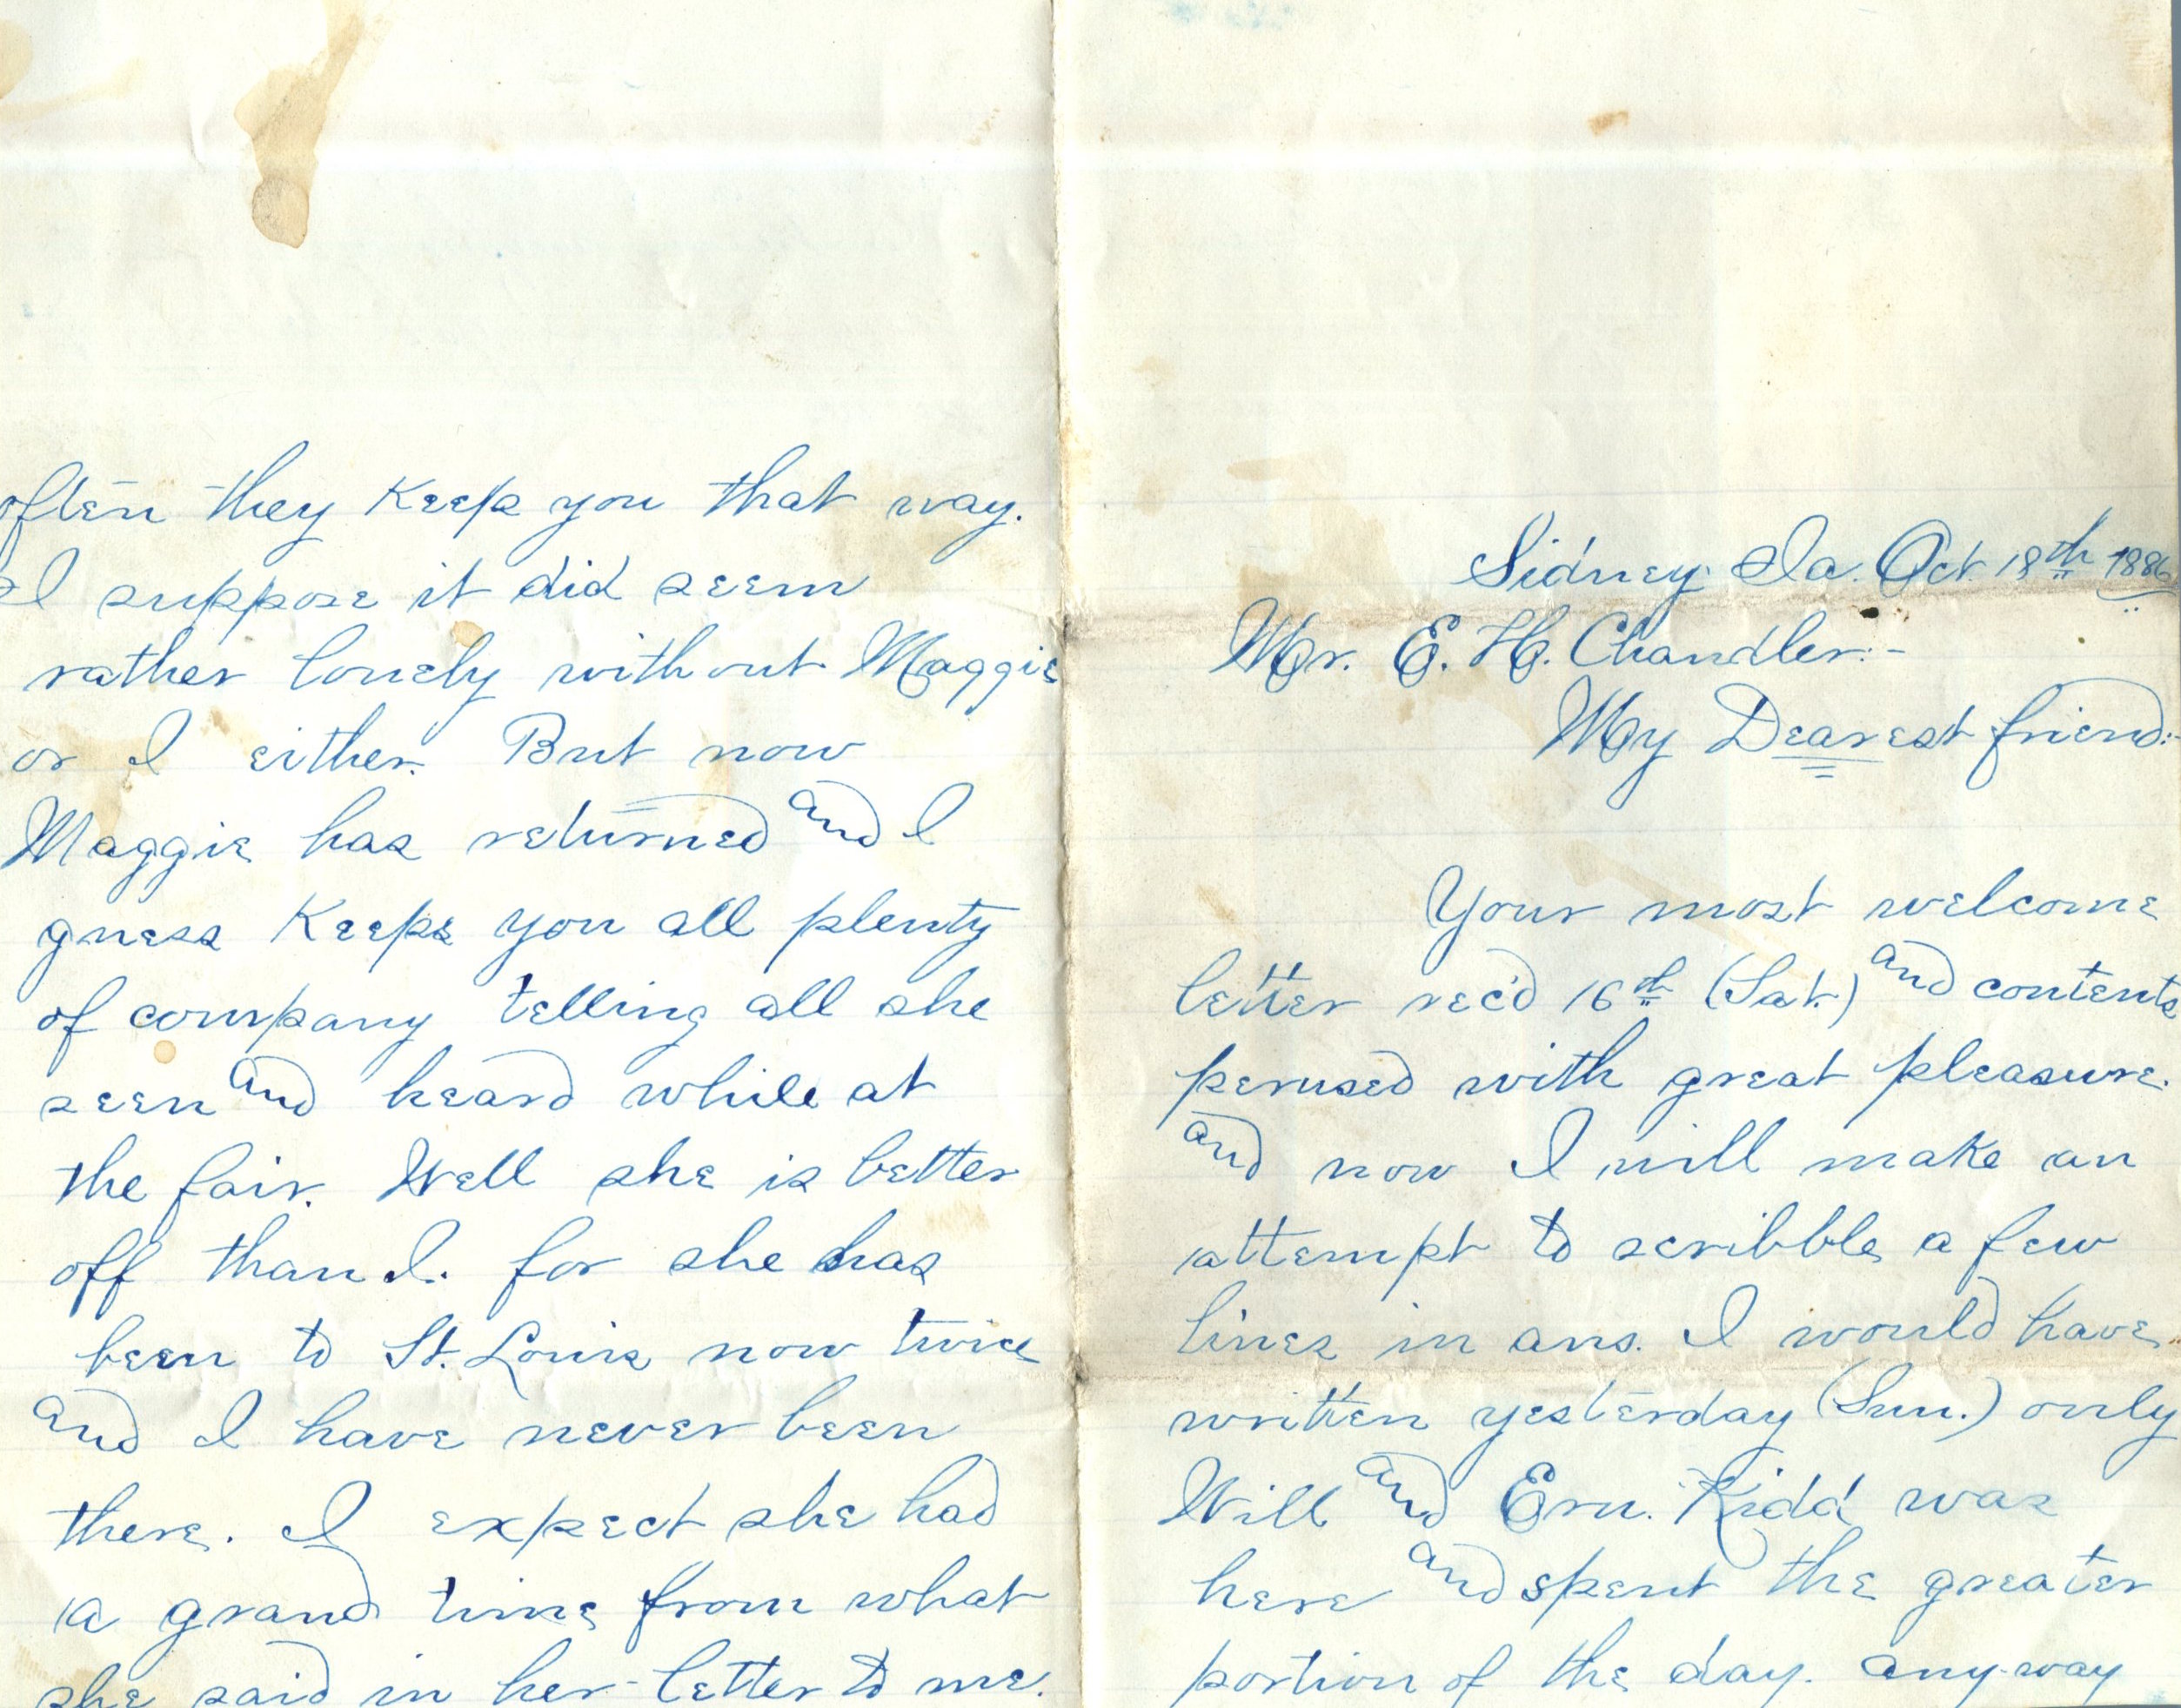 often they keeps you that way.
I suppose it did seem
rather lonely without Maggie
or I either. But now
Maggie has returned and I
guess keeps you all plenty
of company telling all she
seen and heard while at
the fair. Well she is better
off than I. for she has
been to St. Louis now twice
and I have never been
there. I expect she had
a grand time from what
she said in her letter to me.
Sidney Ia. Oct. 18th 1886
Mr. E. H. Chandler:-
My Dearest friend:-
Your most welcome
letter rec'd 16th (Sat.) and contents
perused with great pleasure.
and now I will make an
attempt to scribble a few
lines in ans. I would have
written yesterday (Sun.) only
Will and Ern. Kidd was
here and spent the greater
portion of the day. any-way